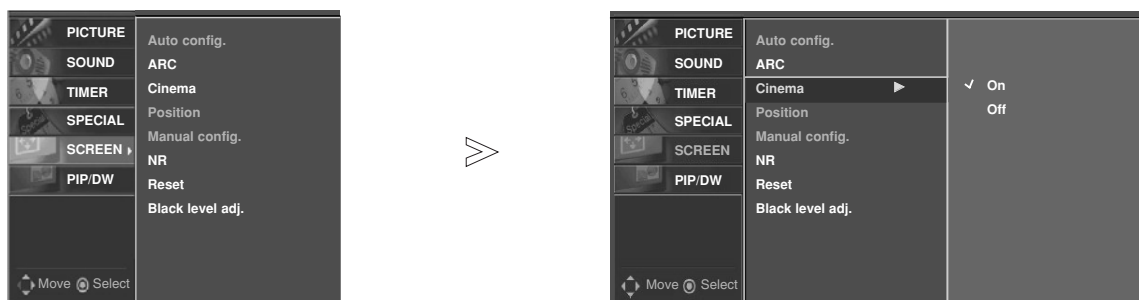 PICTURE
SOUND
TIMER
SPECIAL
SCREEN
PIP/DW
Move Select
Auto config.
ARC
Cinema
Position
Manual config.
NR
Reset
Black level adj.
PICTURE
SOUND
TIMER
SPECIAL
SCREEN
PIP/DW
Move Select
Auto config.
ARC
Cinema
Position
Manual config.
NR
Reset
Black level adj.
On
Off